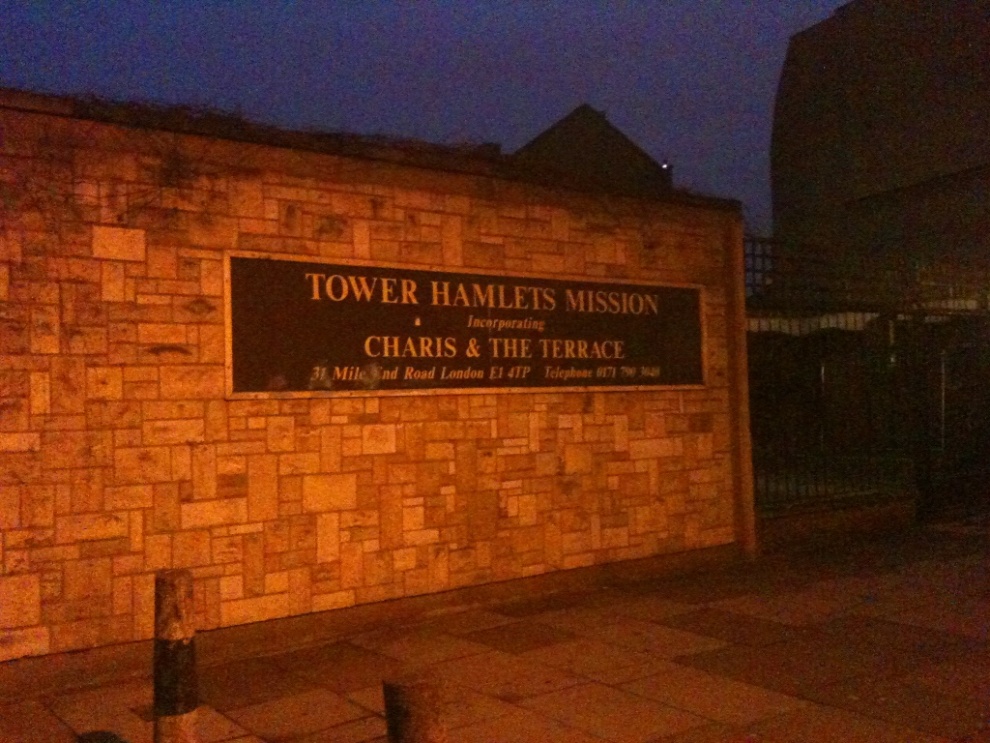 TOWER HAMLETS MISSION
Incorporating
CHARIS & THE TERRACE
31 Mile End Road London E1 4TP Telephone 0171 790 3040